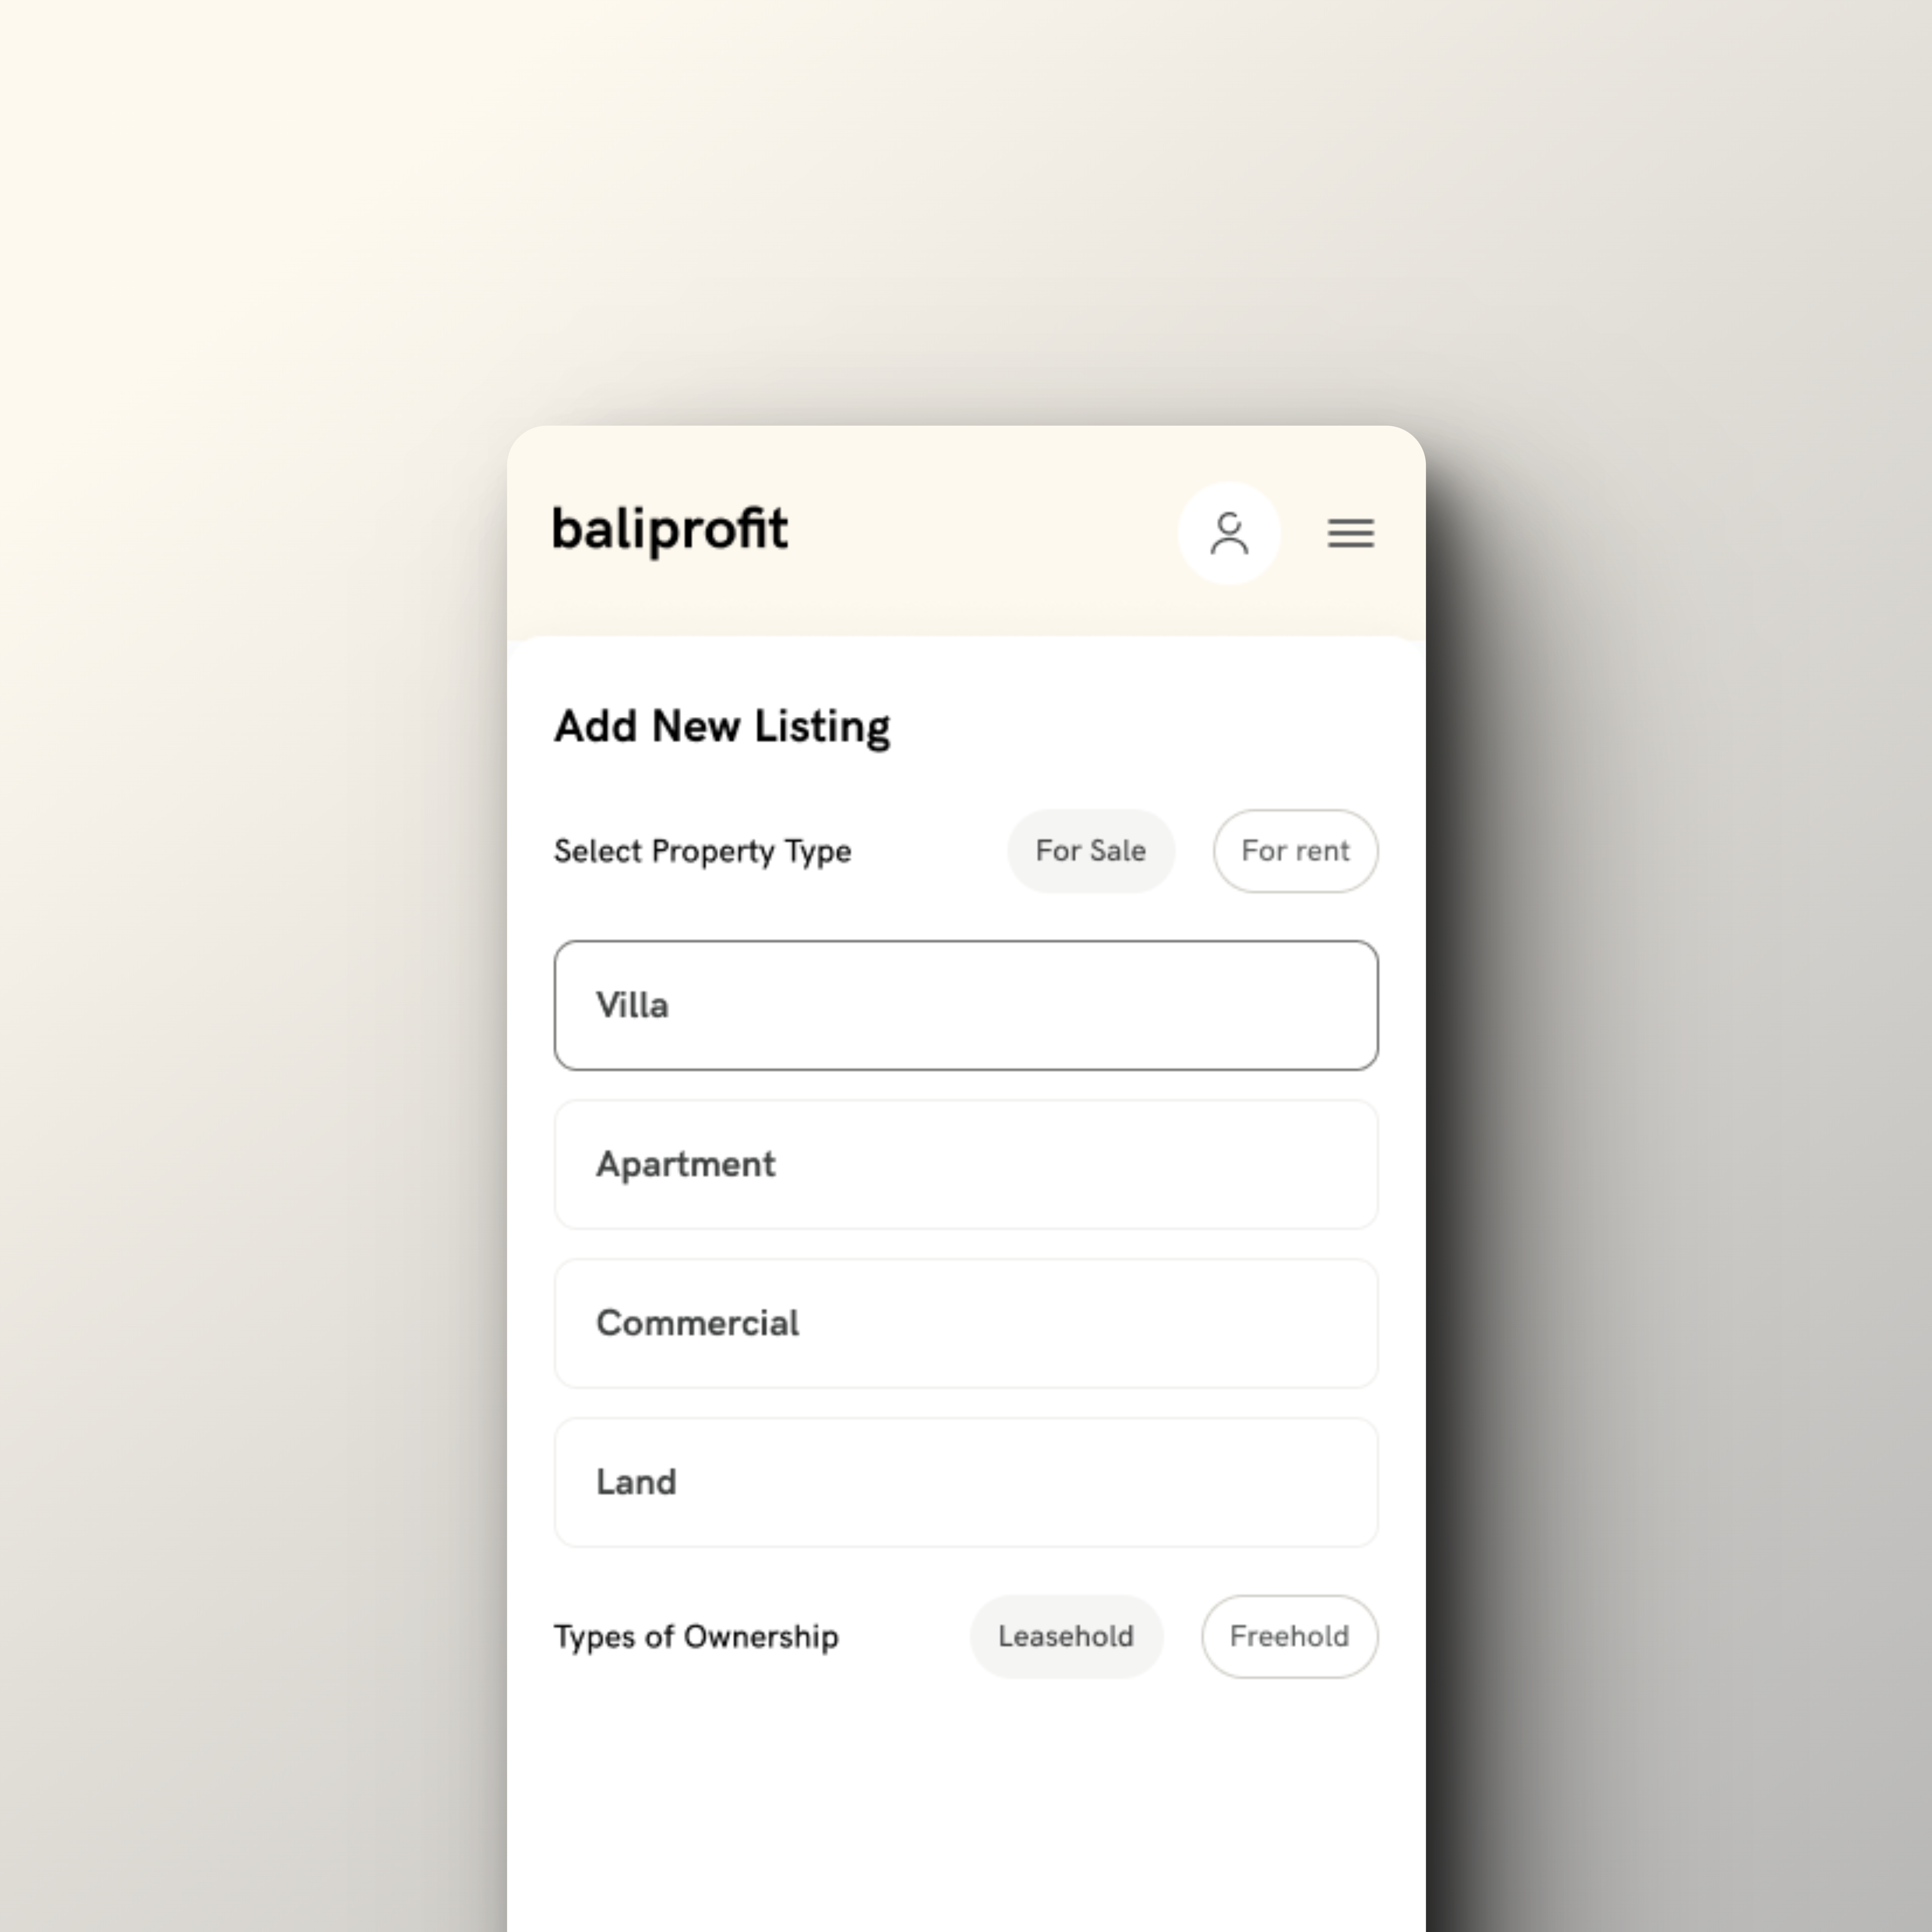 baliprofit
Add New Listing
Select Property Type For Sale For rent
Villa
Apartment
Commercial
Land
Types of Ownership Leasehold Freehold